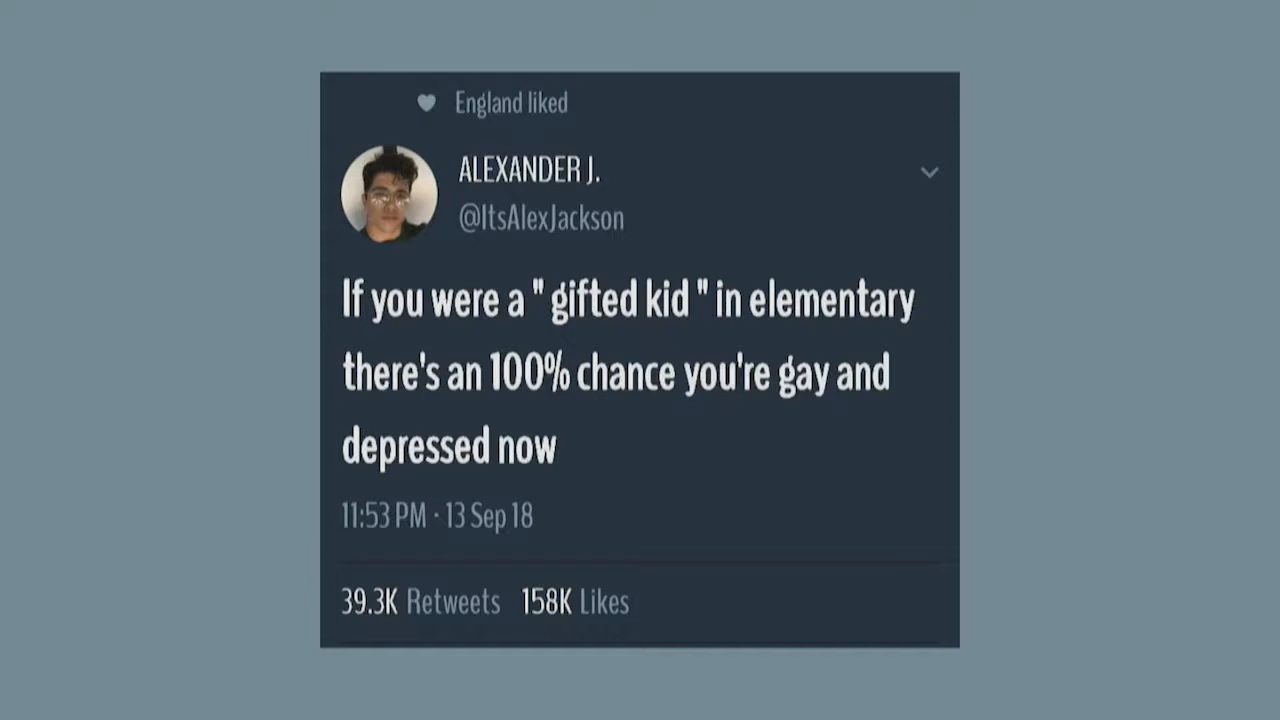 England liked
ALEXANDER J.
@ItsAlexJackson
If you were a " gifted kid " in elementary
there's an 100% chance you're gay and
depressed now
11:53 PM · 13 Sep 18
39.3K Retweets 158K Likes